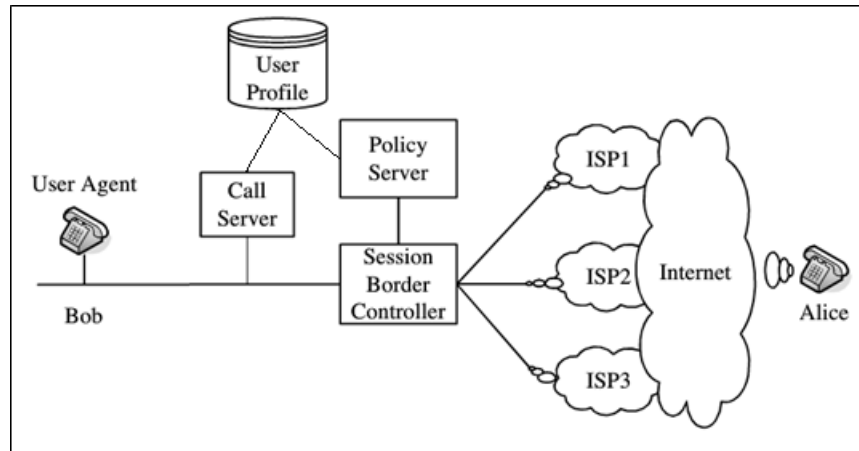 User
Profile
Policy
Server
ISP1
User Agent
Call
Server
Session
Border
Controller
ISP2
Internet
Bob
Alice
ISP3